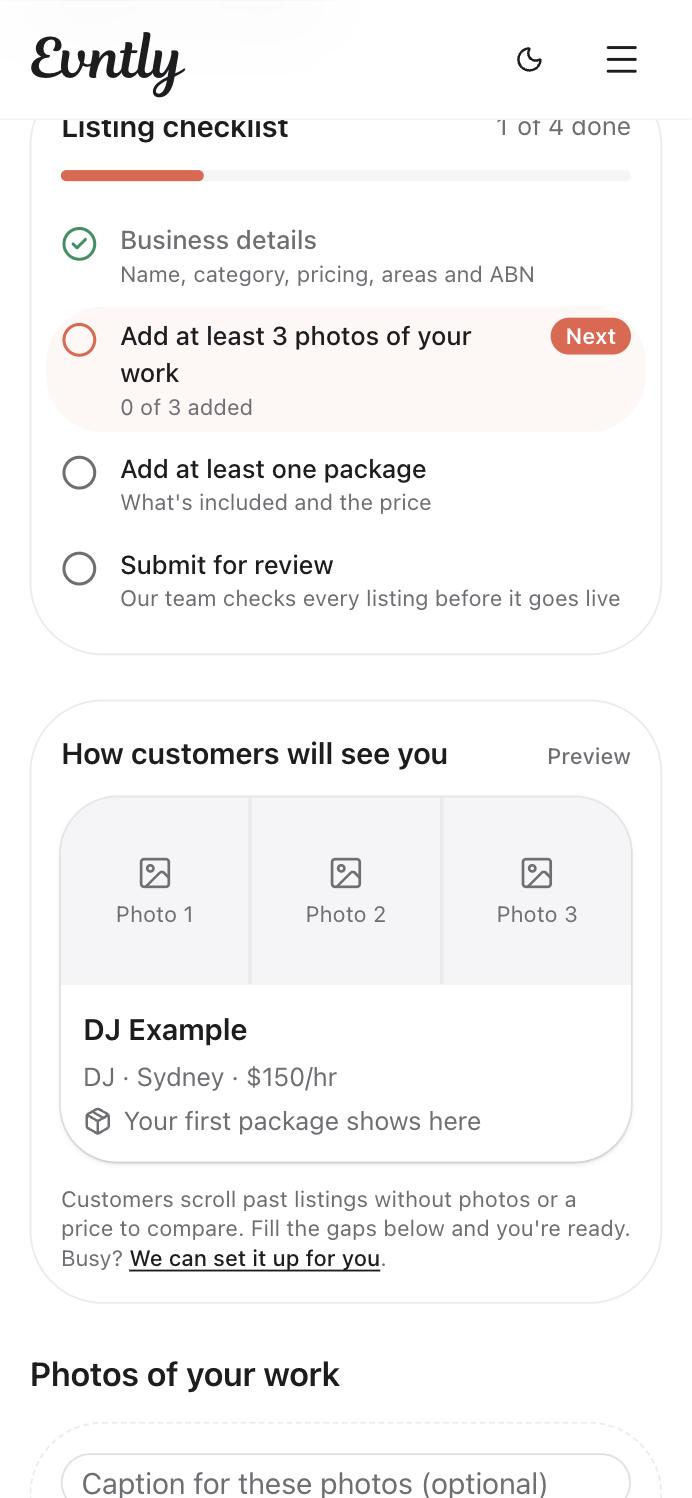 Evntly
Listing checklist
1 of 4 done
Business details
Name, category, pricing, areas and ABN
Add at least 3 photos of your
work
Next
0 of 3 added
Add at least one package
What's included and the price
Submit for review
Our team checks every listing before it goes live
How customers will see you
Preview
Photo 1
Photo 2
Photo 3
DJ Example
DJ · Sydney · $150/hr
Your first package shows here
Customers scroll past listings without photos or a
price to compare. Fill the gaps below and you're ready.
Busy? We can set it up for you.
Photos of your work
Caption for these photos (optional)